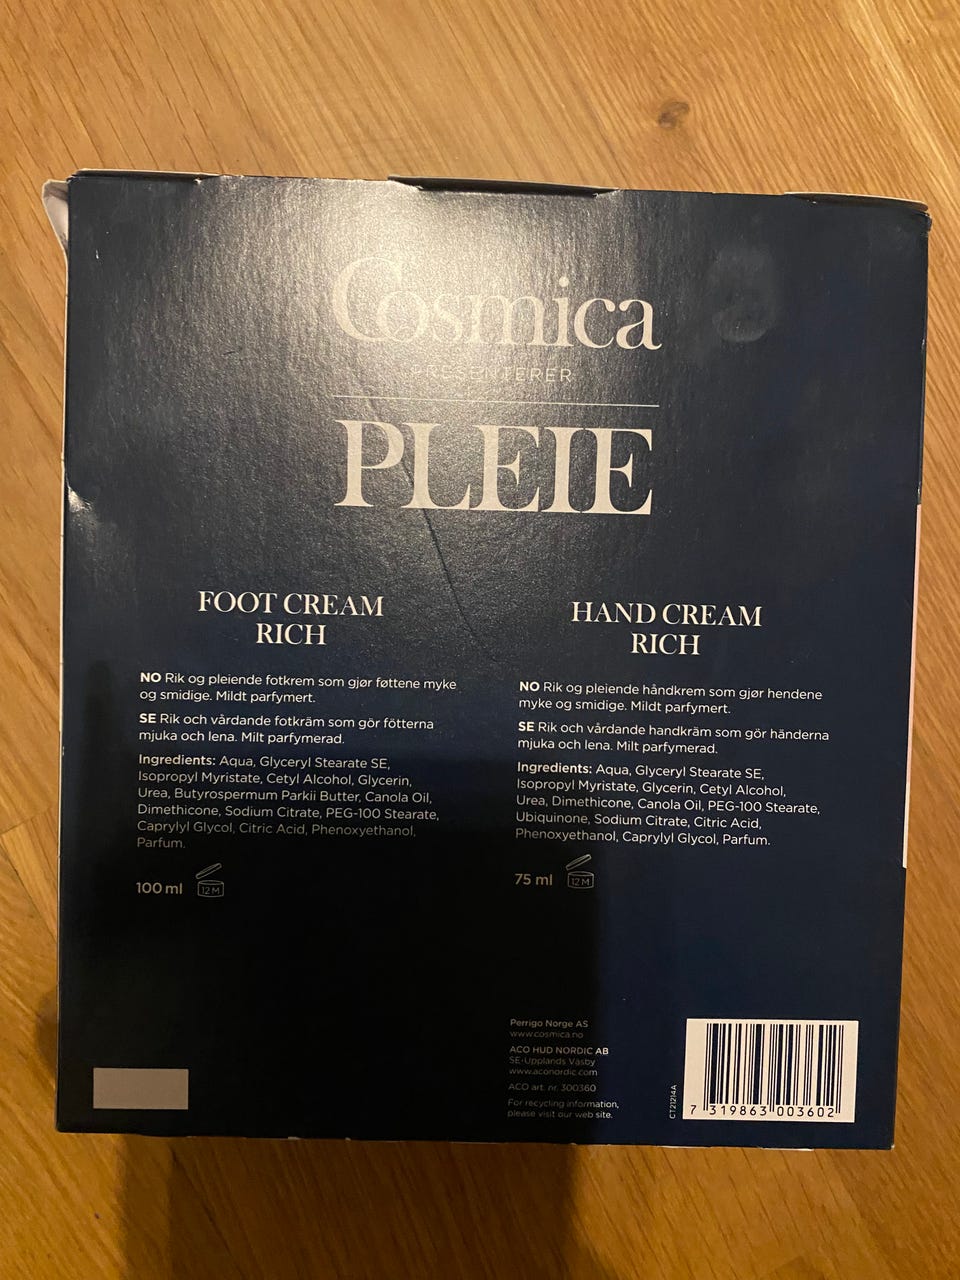 Cosmica
PRESENTERER
PLEIE
FOOT CREAM
RICH
NO Rik og pleiende fotkrem som gjør føttene myke
og smidige. Mildt parfymert.
SE Rik och vårdande fotkräm som gör fötterna
mjuka och lena. Milt parfymerad.
Ingredients: Aqua, Glyceryl Stearate SE,
Isopropyl Myristate, Cetyl Alcohol, Glycerin,
Urea, Butyrospermum Parkii Butter, Canola Oil,
Dimethicone, Sodium Citrate, PEG-100 Stearate,
Caprylyl Glycol, Citric Acid, Phenoxyethanol,
Parfum.
100 ml
12 M
HAND CREAM
RICH
NO Rik og pleiende håndkrem som gjør hendene
myke og smidige. Mildt parfymert.
SE Rik och vårdande handkräm som gör händerna
mjuka och lena. Milt parfymerad.
Ingredients: Aqua, Glyceryl Stearate SE,
Isopropyl Myristate, Glycerin, Cetyl Alcohol,
Urea, Dimethicone, Canola Oil, PEG-100 Stearate,
Ubiquinone, Sodium Citrate, Citric Acid,
Phenoxyethanol, Caprylyl Glycol, Parfum.
75 ml
12 M
Perrigo Norge AS
www.cosmica.no
ACO HUD NORDIC AB
SE-Upplands Väsby
www.aconordic.com
ACO art. nr. 300360
For recycling information,
please visit our web site.
CT21214A
7 319863 003602